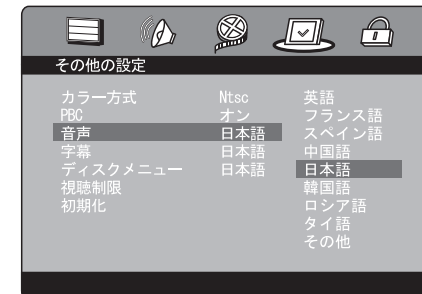 その他の設定
カラー方式 Ntsc 英語
PBC オン フランス語
音声 日本語 スペイン語
字幕 日本語 中国語
ディスクメニュー 日本語 日本語
視聴制限 韓国語
初期化 ロシア語
タイ語
その他